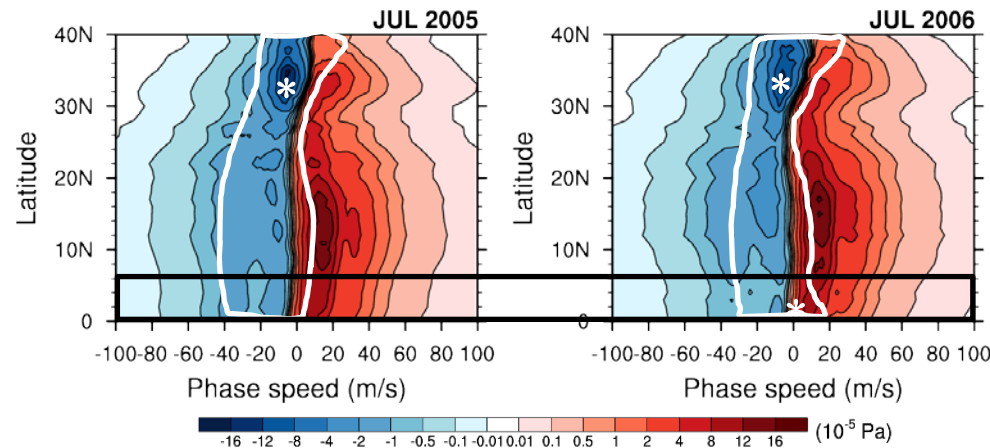 JUL 2005
JUL 2006
40N
30N
20N
10N
0
Latitude
-100 -80 -60 -40 -20 0 20 40 60 80 100
Phase speed (m/s)
40N
30N
20N
10N
0
Latitude
-100 -80 -60 -40 -20 0 20 40 60 80 100
Phase speed (m/s)
*
*
*
-16 -12 -8 -4 -2 -1 -0.5 -0.1 -0.01 0.01 0.1 0.5 1 2 4 8 12 16 (10-5 Pa)